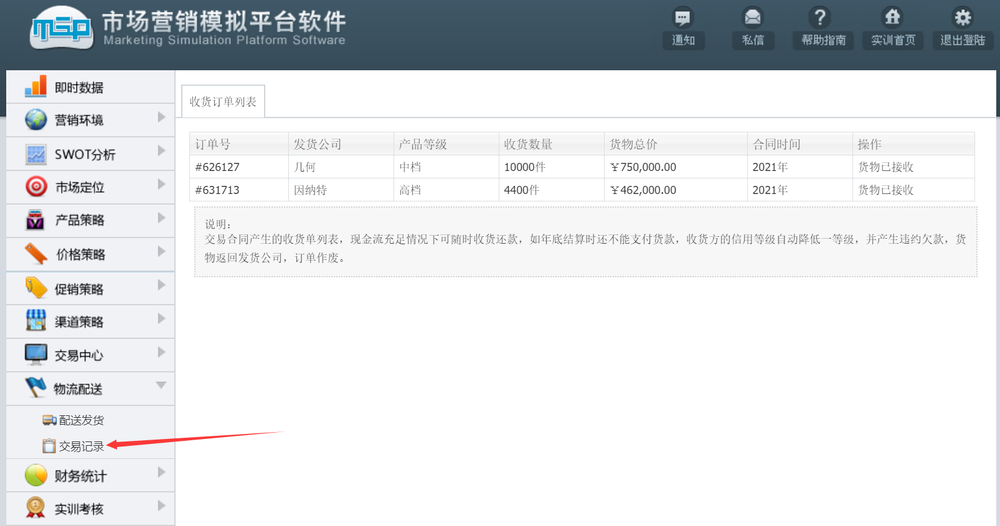 msp 市场营销模拟平台软件
Marketing Simulation Platform Software
通知 私信 帮助指南 实训首页 退出登陆
即时数据
营销环境
SWOT分析
市场定位
产品策略
价格策略
促销策略
渠道策略
交易中心
物流配送
配送发货
交易记录
财务统计
实训考核
收货订单列表
订单号 发货公司 产品等级 收货数量 货物总价 合同时间 操作
#626127 几何 中档 10000件 ￥750,000.00 2021年 货物已接收
#631713 因纳特 高档 4400件 ￥462,000.00 2021年 货物已接收
说明：
交易合同产生的收货单列表，现金流充足情况下可随时收货还款，如年底结算时还不能支付货款，收货方的信用等级自动降低一等级，并产生违约欠款，货
物返回发货公司，订单作废。